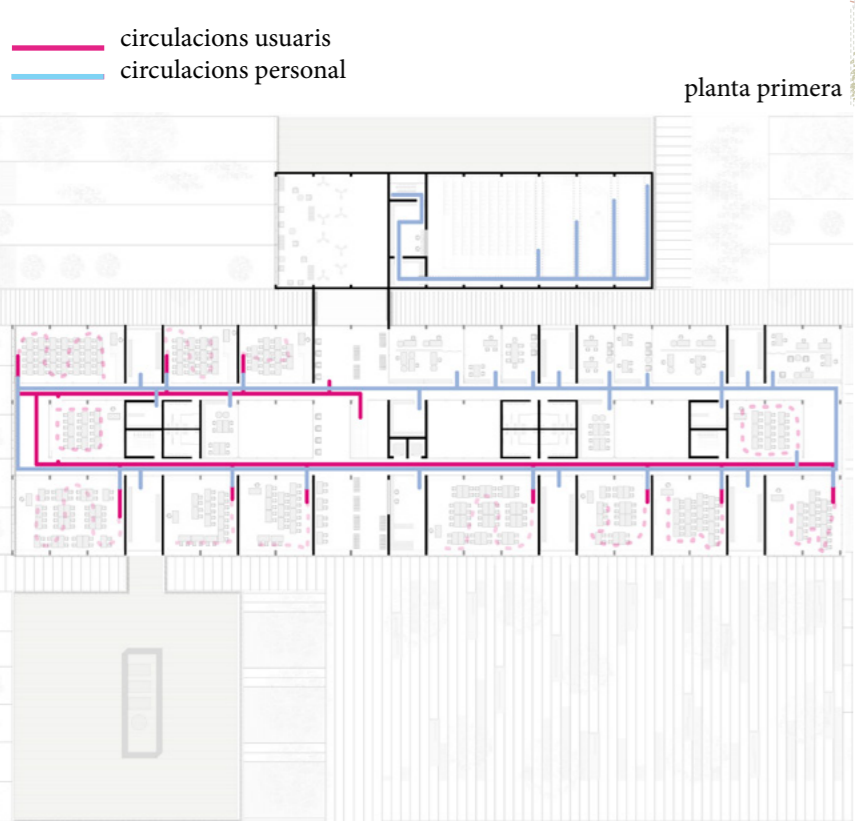 circulacions usuaris
circulacions personal
planta primera